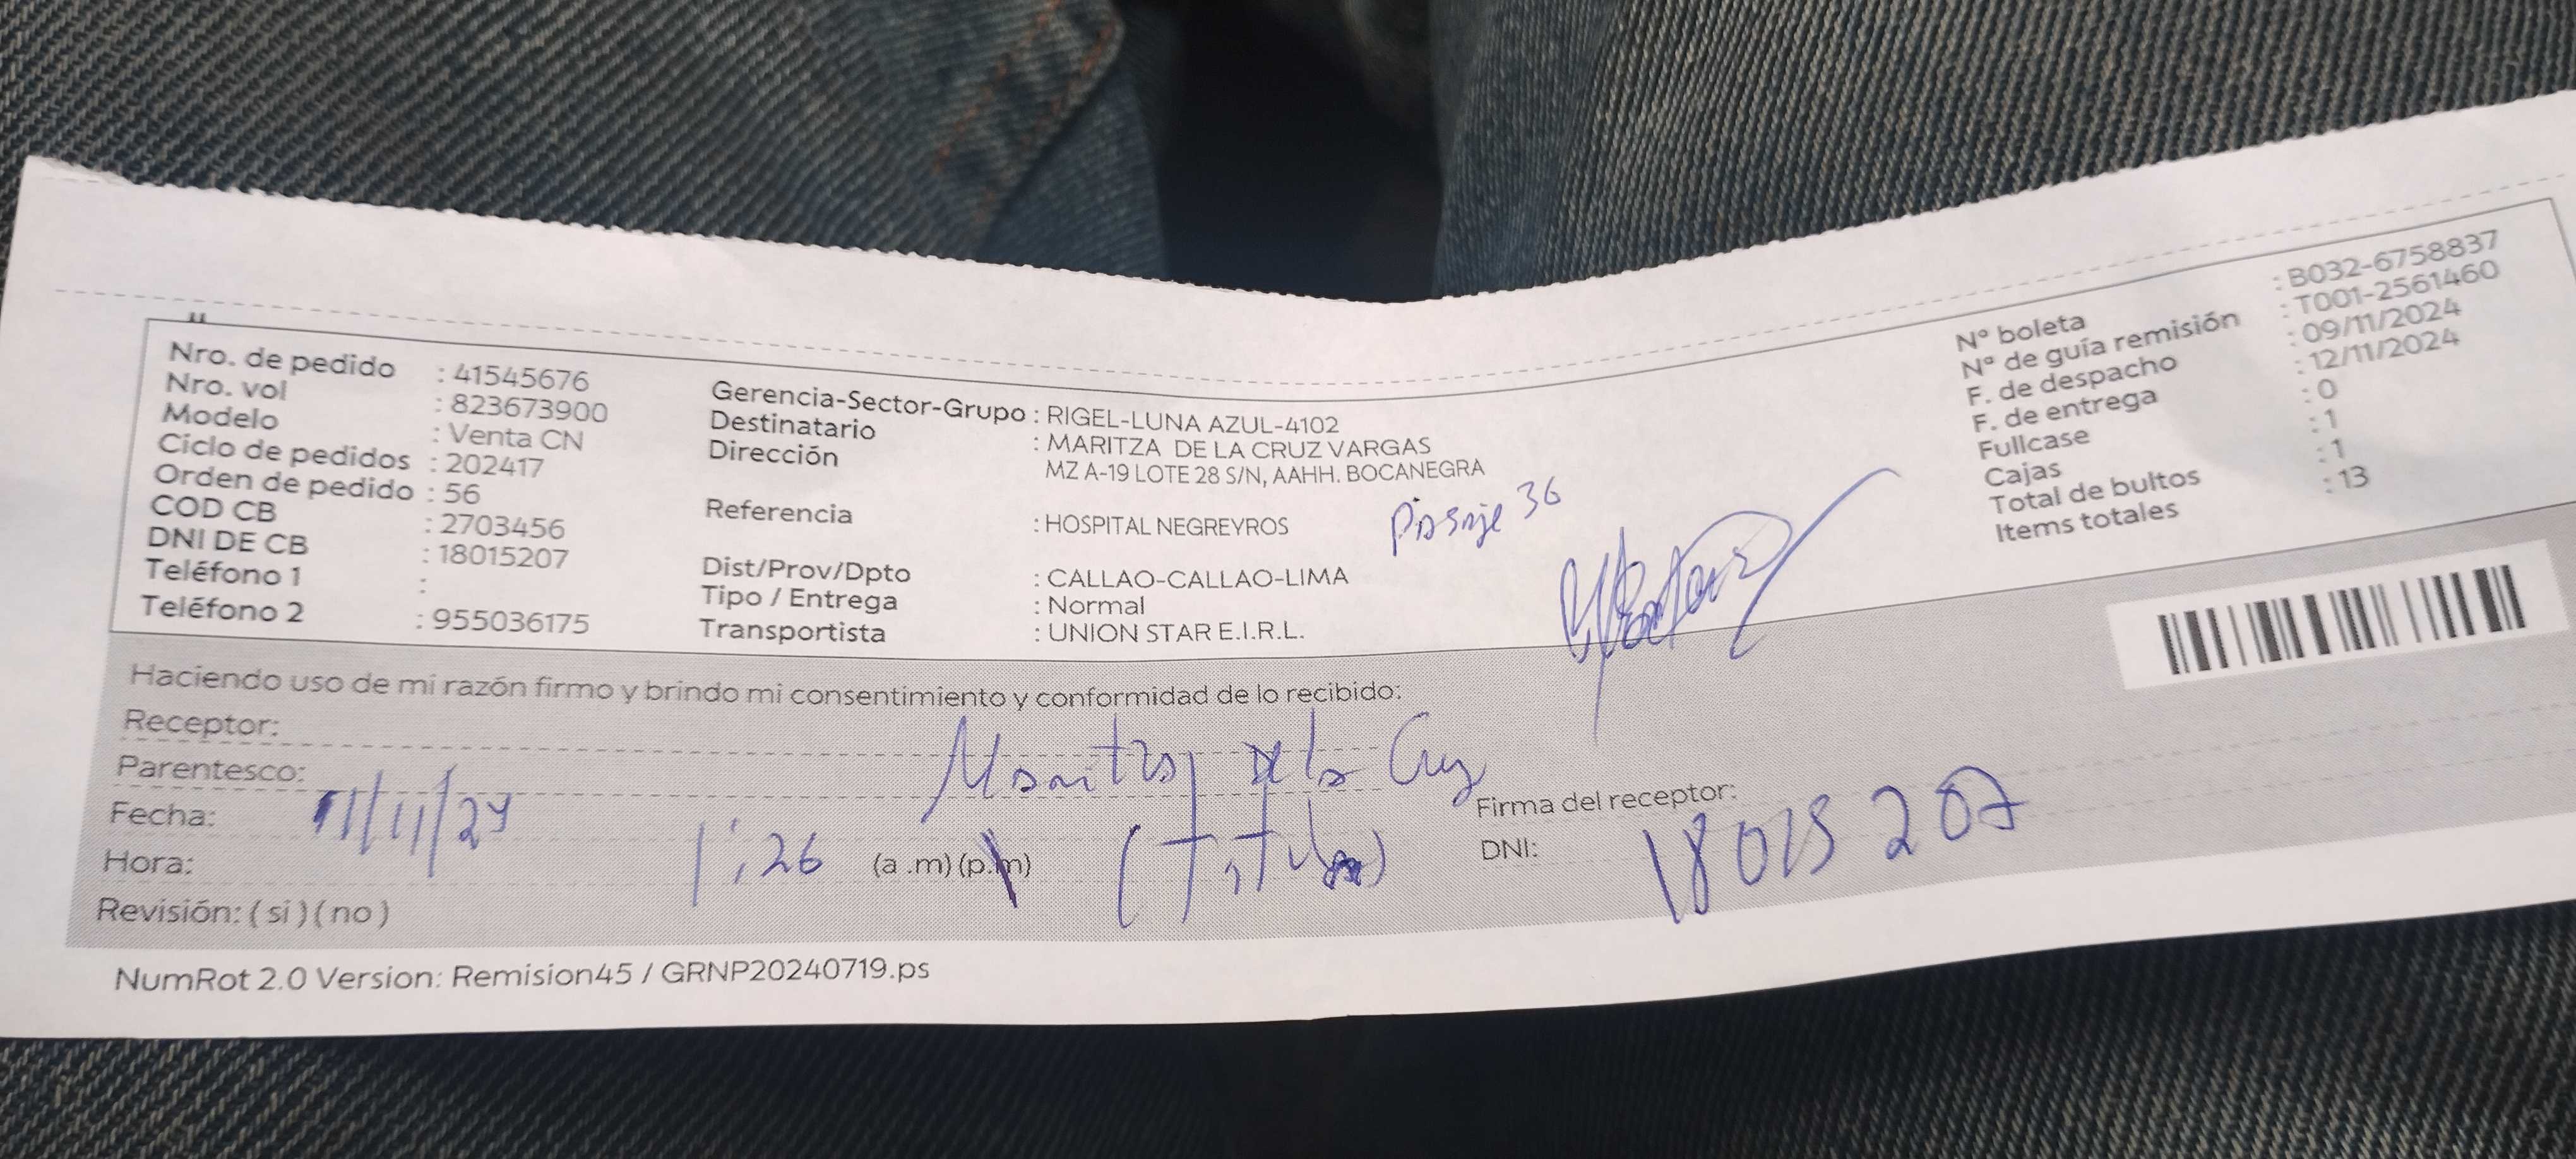 Nro. de pedido : 41545676
Nro. vol : 823673900
Modelo : Venta CN
Ciclo de pedidos : 202417
Orden de pedido : 56
COD CB : 2703456
DNI DE CB : 18015207
Teléfono 1 :
Teléfono 2 : 955036175
Gerencia-Sector-Grupo : RIGEL-LUNA AZUL-4102
Destinatario : MARITZA DE LA CRUZ VARGAS
Dirección MZ A-19 LOTE 28 S/N, AAHH. BOCANEGRA
Pasaje 36
Referencia : HOSPITAL NEGREYROS
Dist/Prov/Dpto : CALLAO-CALLAO-LIMA
Tipo / Entrega : Normal
Transportista : UNION STAR E.I.R.L.
Nº boleta : B032-6758837
Nº de guía remisión : T001-2561460
F. de despacho : 09/11/2024
F. de entrega : 12/11/2024
Fullcase : 0
Cajas : 1
Total de bultos : 1
Items totales : 13
Haciendo uso de mi razón firmo y brindo mi consentimiento y conformidad de lo recibido:
Receptor: Maritza de la Cruz
Parentesco: (Titular)
Fecha: 11/11/24
Hora: 1:26 (a .m) (p.m)
Revisión: ( si ) ( no )
Firma del receptor:
DNI: 18015207
NumRot 2.0 Version: Remision45 / GRNP20240719.ps